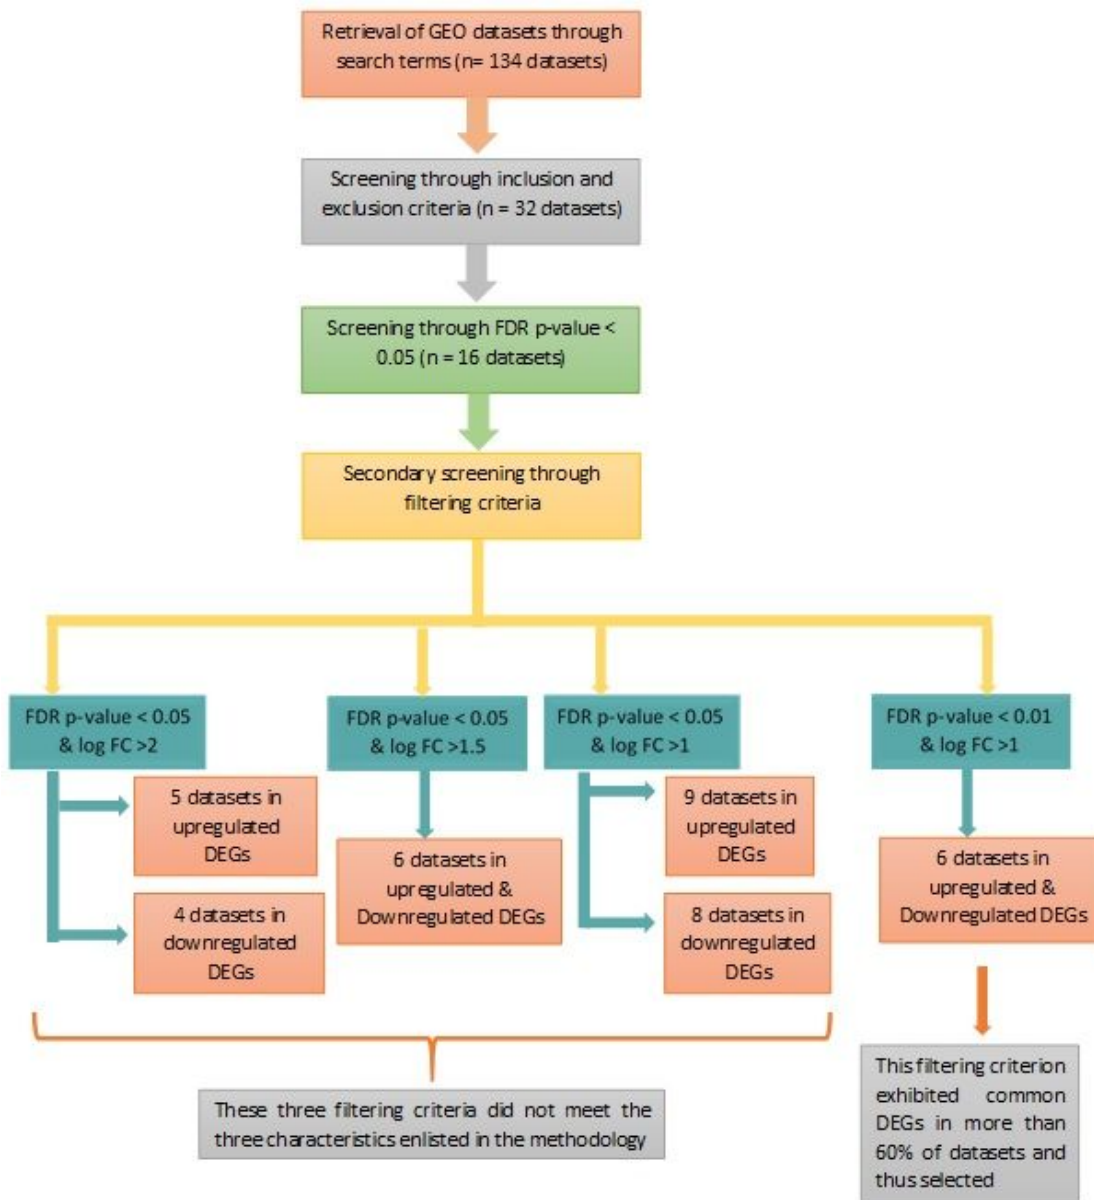 Retrieval of GEO datasets through
search terms (n= 134 datasets)
Screening through inclusion and
exclusion criteria (n = 32 datasets)
Screening through FDR p-value <
0.05 (n = 16 datasets)
Secondary screening through
filtering criteria
FDR p-value < 0.05
& log FC >2
5 datasets in
upregulated
DEGs
4 datasets in
downregulated
DEGs
FDR p-value < 0.05
& log FC >1.5
6 datasets in
upregulated &
Downregulated DEGs
FDR p-value < 0.05
& log FC >1
9 datasets in
upregulated
DEGs
8 datasets in
downregulated
DEGs
FDR p-value < 0.01
& log FC >1
6 datasets in
upregulated &
Downregulated DEGs
These three filtering criteria did not meet the
three characteristics enlisted in the methodology
This filtering criterion
exhibited common
DEGs in more than
60% of datasets and
thus selected